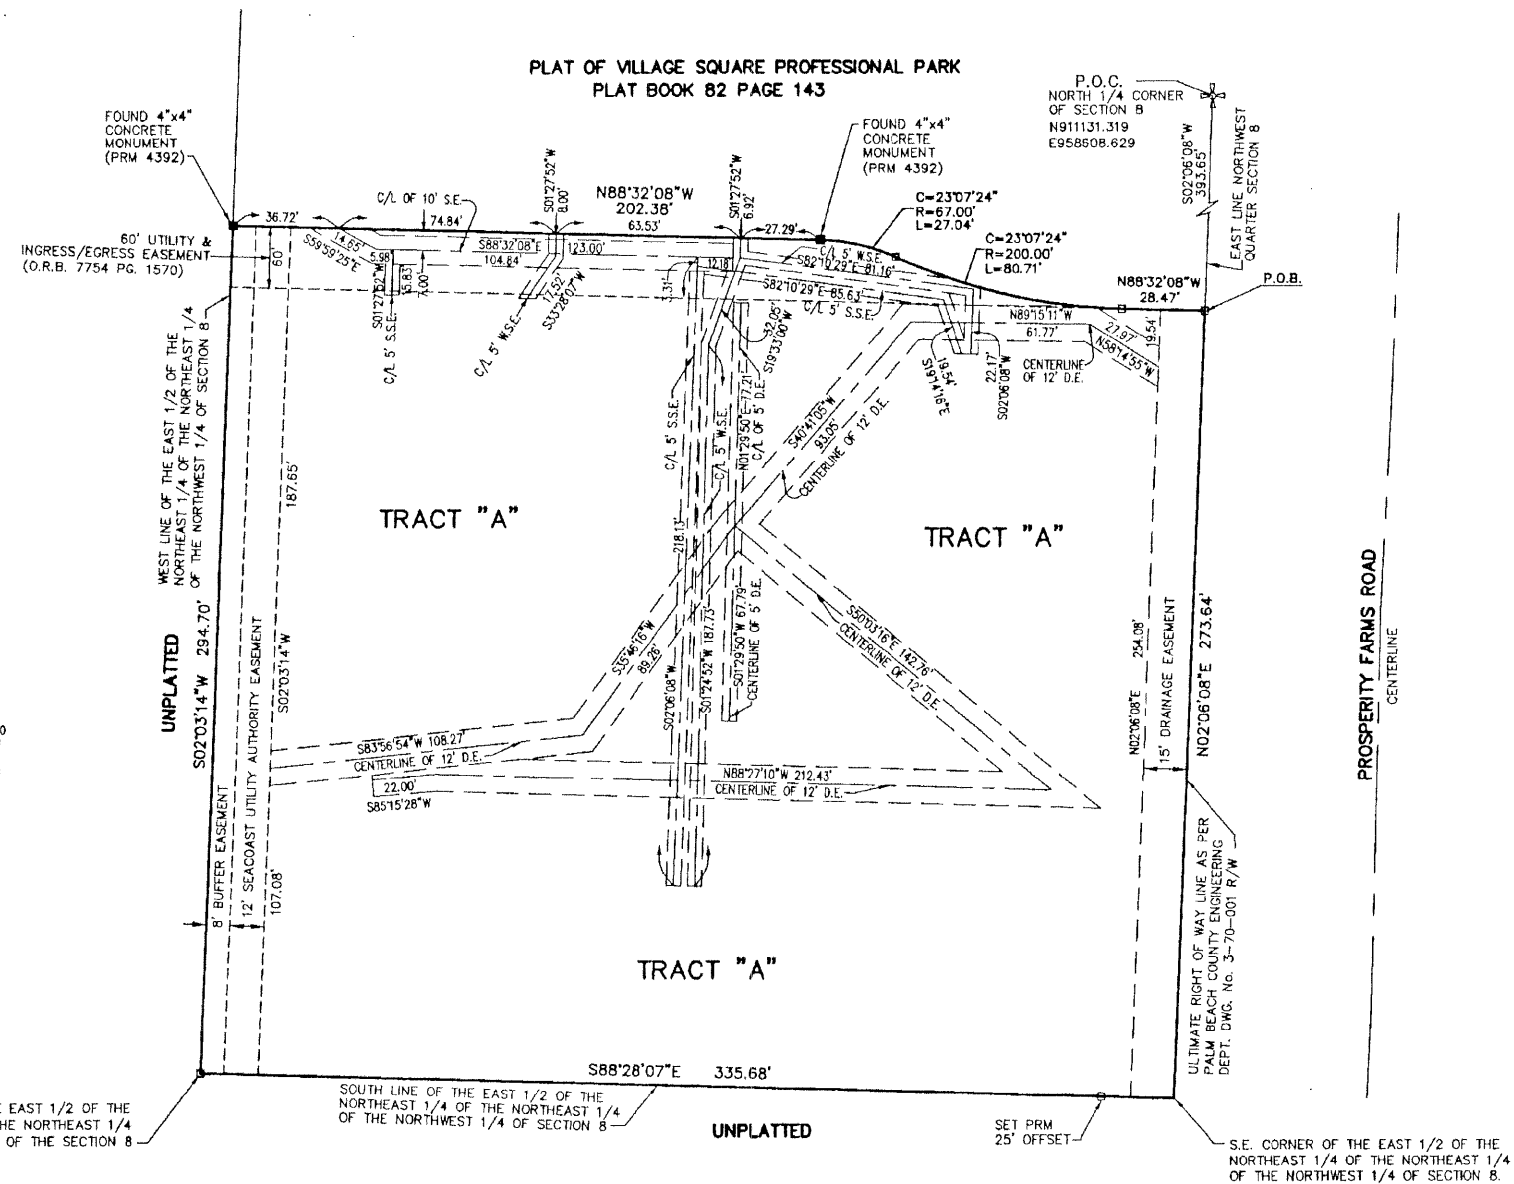 PLAT OF VILLAGE SQUARE PROFESSIONAL PARK
PLAT BOOK 82 PAGE 143
P.O.C.
NORTH 1/4 CORNER
OF SECTION 8
N911131.319
E958608.629
S02°06'08"W
393.65'
EAST LINE NORTHWEST
QUARTER SECTION 8
FOUND 4"x4"
CONCRETE
MONUMENT
(PRM 4392)
FOUND 4"x4"
CONCRETE
MONUMENT
(PRM 4392)
60' UTILITY &
INGRESS/EGRESS EASEMENT
(O.R.B. 7754 PG. 1570)
60'
36.72'
C/L OF 10' S.E.
74.84'
S01°27'52"W
8.00'
N88°32'08"W
202.38'
63.53'
S01°27'52"W
6.92'
27.29'
C=23°07'24"
R=67.00'
L=27.04'
C=23°07'24"
R=200.00'
L=80.71'
N88°32'08"W
28.47'
P.O.B.
14.65'
S59°59'25"E
5.98'
S88°32'08"E
123.00'
104.84'
12.18'
C/L 5' W.S.E.
S82°10'29"E 81.16'
S82°10'29"E 85.63'
C/L 5' S.S.E.
S01°27'52"W
15.83'
7.00'
C/L 5' S.S.E.
C/L 5' W.S.E.
17.52'
S33°28'07"W
32.05'
S19°33'00"W
N89°15'11"W
61.77'
27.97'
19.54'
N58°14'55"W
CENTERLINE
OF 12' D.E.
19.54'
S19°14'19"E
22.17'
S02°06'08"W
C/L 5' S.S.E.
C/L 5' W.S.E.
N01°29'50"E 77.21'
C/L OF 5' D.E.
S40°41'05"W
93.05'
CENTERLINE OF 12' D.E.
WEST LINE OF THE EAST 1/2 OF THE
NORTHEAST 1/4 OF THE NORTHEAST 1/4
OF THE NORTHWEST 1/4 OF SECTION 8
187.65'
TRACT "A"
TRACT "A"
218.13'
S02°06'08"W
S01°24'52"W 187.73'
S01°29'50"W 67.79'
CENTERLINE OF 5' D.E.
S35°46'16"W
89.26'
S50°03'16"E 142.76'
CENTERLINE OF 12' D.E.
UNPLATTED
S02°03'14"W 294.70'
12' SEACOAST UTILITY AUTHORITY EASEMENT
S02°03'14"W
8' BUFFER EASEMENT
107.08'
S83°56'54"W 108.27'
CENTERLINE OF 12' D.E.
22.00'
S85°15'28"W
N88°27'10"W 212.43'
CENTERLINE OF 12' D.E.
N02°06'08"E 254.08'
15' DRAINAGE EASEMENT
N02°06'08"E 273.64'
PROSPERITY FARMS ROAD
CENTERLINE
ULTIMATE RIGHT OF WAY LINE AS PER
PALM BEACH COUNTY ENGINEERING
DEPT. DWG. No. 3-70-001 R/W
TRACT "A"
S88°28'07"E 335.68'
SOUTH LINE OF THE EAST 1/2 OF THE
NORTHEAST 1/4 OF THE NORTHEAST 1/4
OF THE NORTHWEST 1/4 OF SECTION 8
UNPLATTED
EAST 1/2 OF THE
HE NORTHEAST 1/4
OF THE SECTION 8
SET PRM
25' OFFSET
S.E. CORNER OF THE EAST 1/2 OF THE
NORTHEAST 1/4 OF THE NORTHEAST 1/4
OF THE NORTHWEST 1/4 OF SECTION 8.